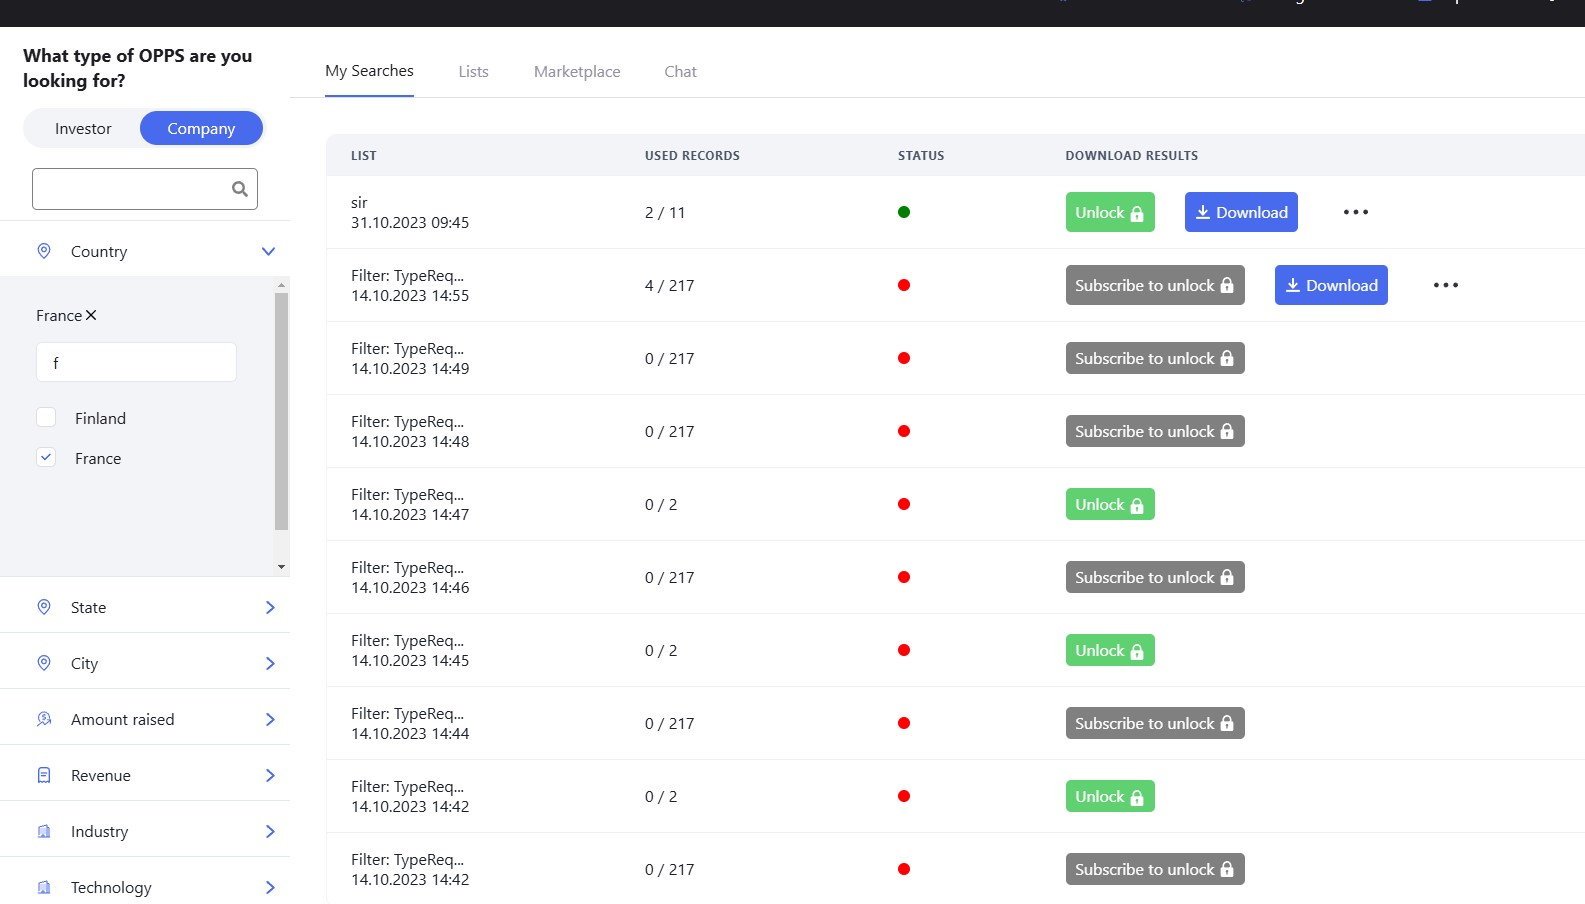 What type of OPPS are you
looking for?
Investor
Company
Country
France
f
Finland
France
State
City
Amount raised
Revenue
Industry
Technology
My Searches
Lists
Marketplace
Chat
LIST
USED RECORDS
STATUS
DOWNLOAD RESULTS
sir
31.10.2023 09:45
2 / 11
Unlock
Download
Filter: TypeReq...
14.10.2023 14:55
4 / 217
Subscribe to unlock
Download
Filter: TypeReq...
14.10.2023 14:49
0 / 217
Subscribe to unlock
Filter: TypeReq...
14.10.2023 14:48
0 / 217
Subscribe to unlock
Filter: TypeReq...
14.10.2023 14:47
0 / 2
Unlock
Filter: TypeReq...
14.10.2023 14:46
0 / 217
Subscribe to unlock
Filter: TypeReq...
14.10.2023 14:45
0 / 2
Unlock
Filter: TypeReq...
14.10.2023 14:44
0 / 217
Subscribe to unlock
Filter: TypeReq...
14.10.2023 14:42
0 / 2
Unlock
Filter: TypeReq...
14.10.2023 14:42
0 / 217
Subscribe to unlock